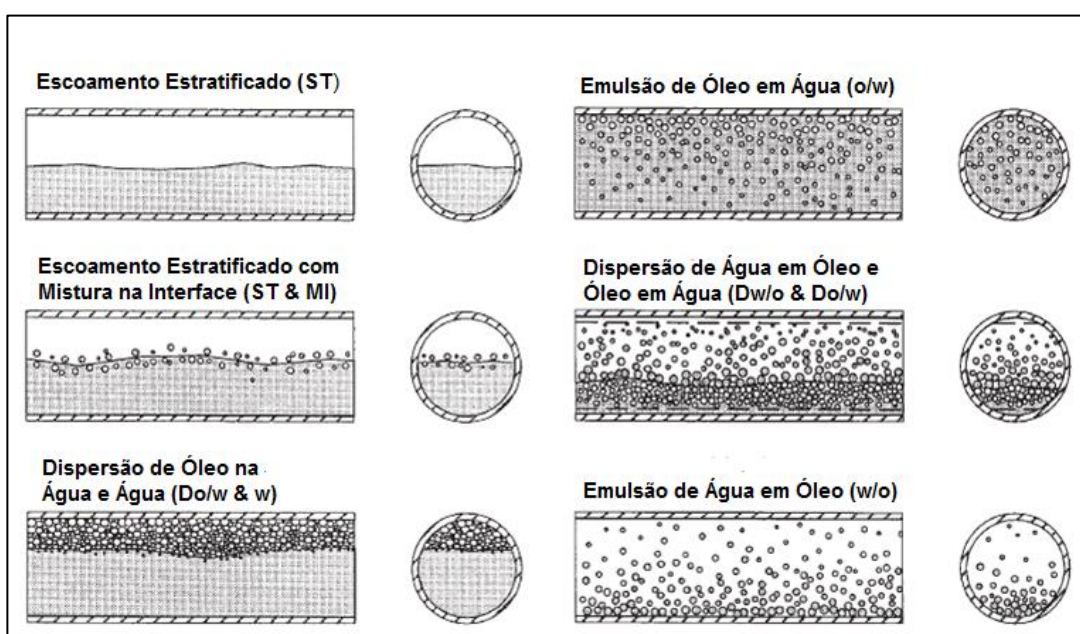 Escoamento Estratificado (ST)
Emulsão de Óleo em Água (o/w)
Escoamento Estratificado com
Mistura na Interface (ST & MI)
Dispersão de Água em Óleo e
Óleo em Água (Dw/o & Do/w)
Dispersão de Óleo na
Água e Água (Do/w & w)
Emulsão de Água em Óleo (w/o)